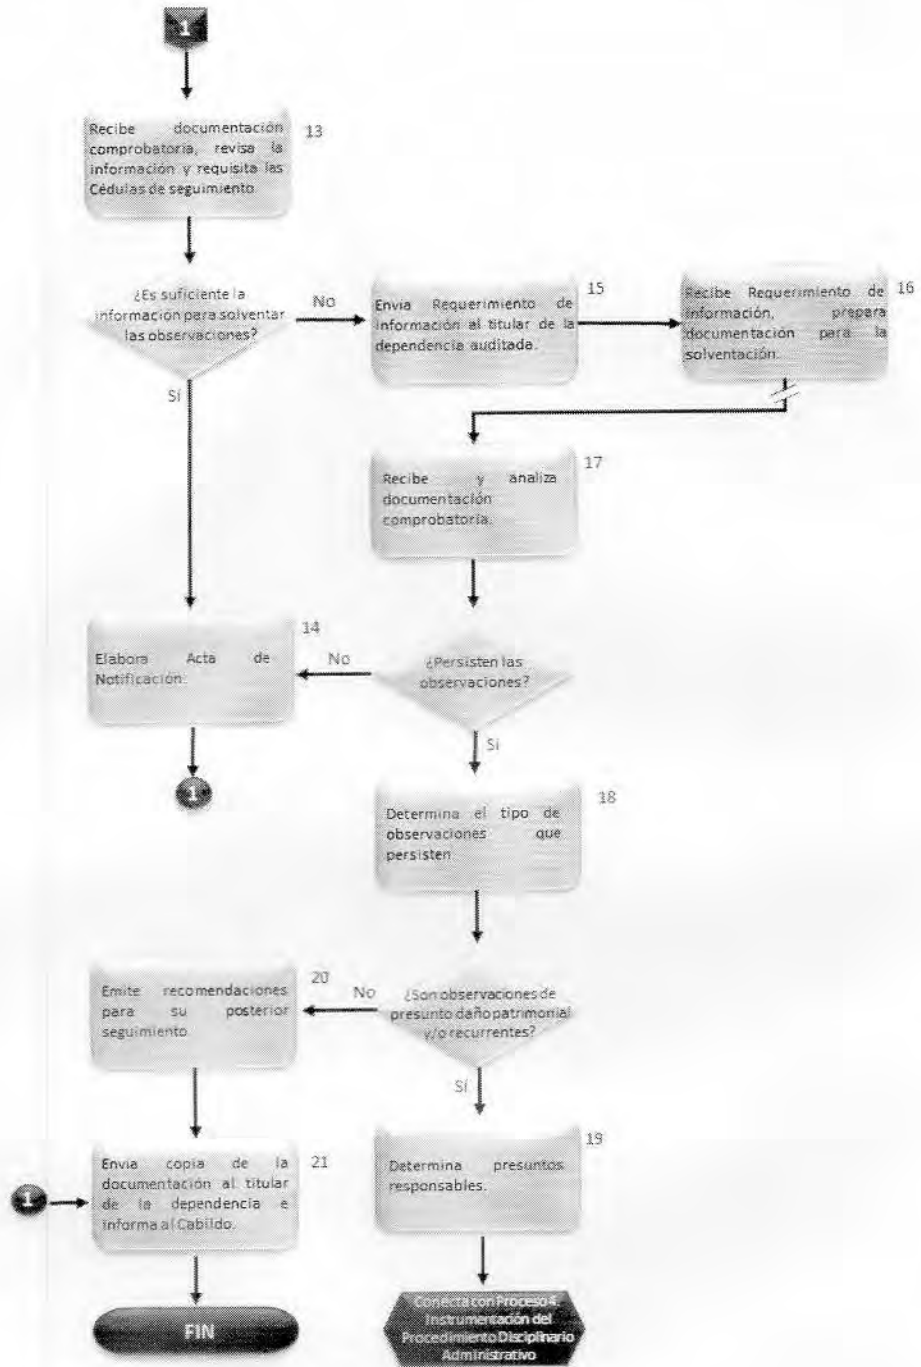 1
Recibe documentación
comprobatoria, revisa la
información y requisita las
Cédulas de seguimiento.
13
¿Es suficiente la
información para solventar
las observaciones?
No
Sí
Envía Requerimiento de
información al titular de la
dependencia auditada.
15
Recibe Requerimiento de
información, prepara
documentación para la
solventación.
16
Recibe y analiza
documentación
comprobatoria.
17
Elabora Acta de
Notificación.
14
No
¿Persisten las
observaciones?
Sí
1
Determina el tipo de
observaciones que
persisten
18
Emite recomendaciones
para su posterior
seguimiento.
20
No
¿Son observaciones de
presunto daño patrimonial
y/o recurrentes?
Sí
1
Envía copia de la
documentación al titular
de la dependencia e
informa al Cabildo.
21
Determina presuntos
responsables.
19
FIN
Conecta con Proceso 4.
Instrumentación del
Procedimiento Disciplinario
Administrativo